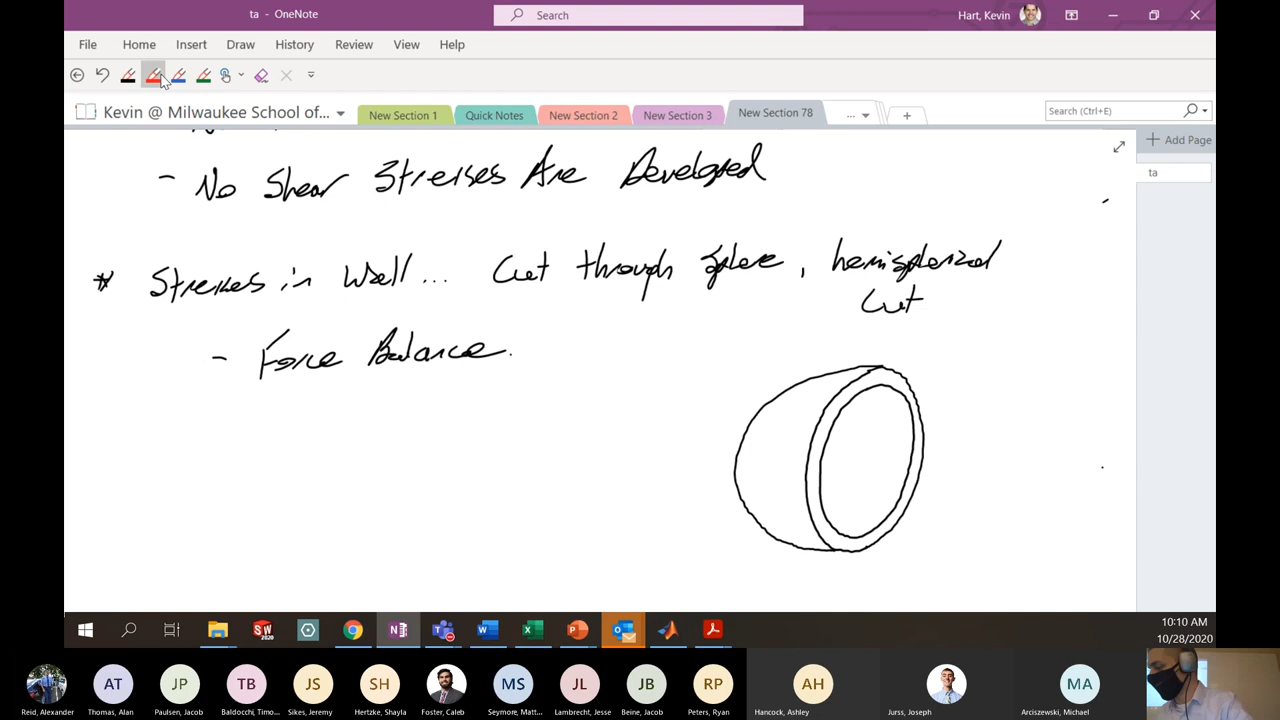 ta - OneNote
Search
Hart, Kevin
File Home Insert Draw History Review View Help
Kevin @ Milwaukee School of...
New Section 1
Quick Notes
New Section 2
New Section 3
New Section 78
...
Search (Ctrl+E)
Add Page
ta
- No Shear Stresses Are Developed
* Stresses in Wall... Cut through Sphere, hemispherical
Cut
- Force Balance.
10:10 AM
10/28/2020
SW
2020
AT
JP
TB
JS
SH
MS
JL
JB
RP
AH
MA
Reid, Alexander
Thomas, Alan
Paulsen, Jacob
Baldocchi, Timo...
Sikes, Jeremy
Hertzke, Shayla
Foster, Caleb
Seymore, Matt...
Lambrecht, Jesse
Beine, Jacob
Peters, Ryan
Hancock, Ashley
Jurss, Joseph
Arciszewski, Michael